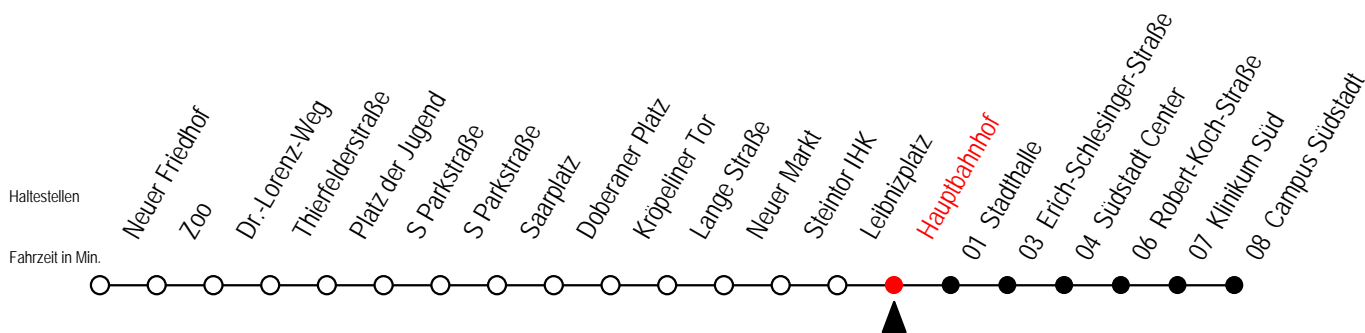 Haltestellen
Fahrzeit in Min.
Neuer Friedhof
Zoo
Dr.-Lorenz-Weg
Thierfelderstraße
Platz der Jugend
S Parkstraße
S Parkstraße
Saarplatz
Doberaner Platz
Kröpeliner Tor
Lange Straße
Neuer Markt
Steintor IHK
Leibnizplatz
Hauptbahnhof
01 Stadthalle
03 Erich-Schlesinger-Straße
04 Südstadt Center
06 Robert-Koch-Straße
07 Klinikum Süd
08 Campus Südstadt